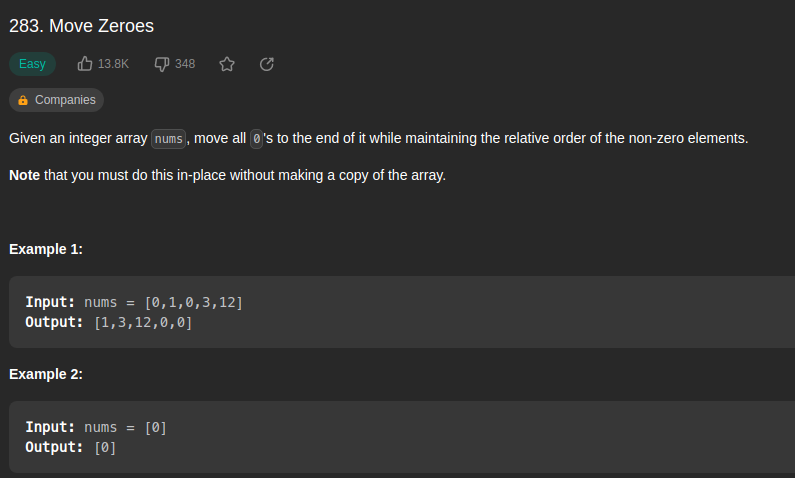 283. Move Zeroes
Easy 13.8K 348
Companies
Given an integer array nums, move all 0's to the end of it while maintaining the relative order of the non-zero elements.
Note that you must do this in-place without making a copy of the array.
Example 1:
Input: nums = [0,1,0,3,12]
Output: [1,3,12,0,0]
Example 2:
Input: nums = [0]
Output: [0]